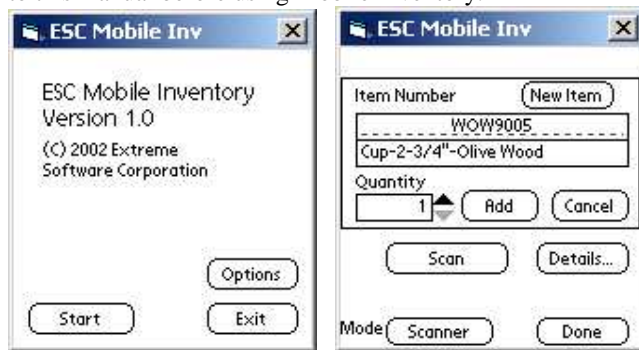 ESC Mobile Inv
ESC Mobile Inventory
Version 1.0
(C) 2002 Extreme
Software Corporation
Options
Start
Exit
ESC Mobile Inv
Item Number
New Item
WOW9005
Cup-2-3/4"-Olive Wood
Quantity
1
Add
Cancel
Scan
Details...
Mode
Scanner
Done